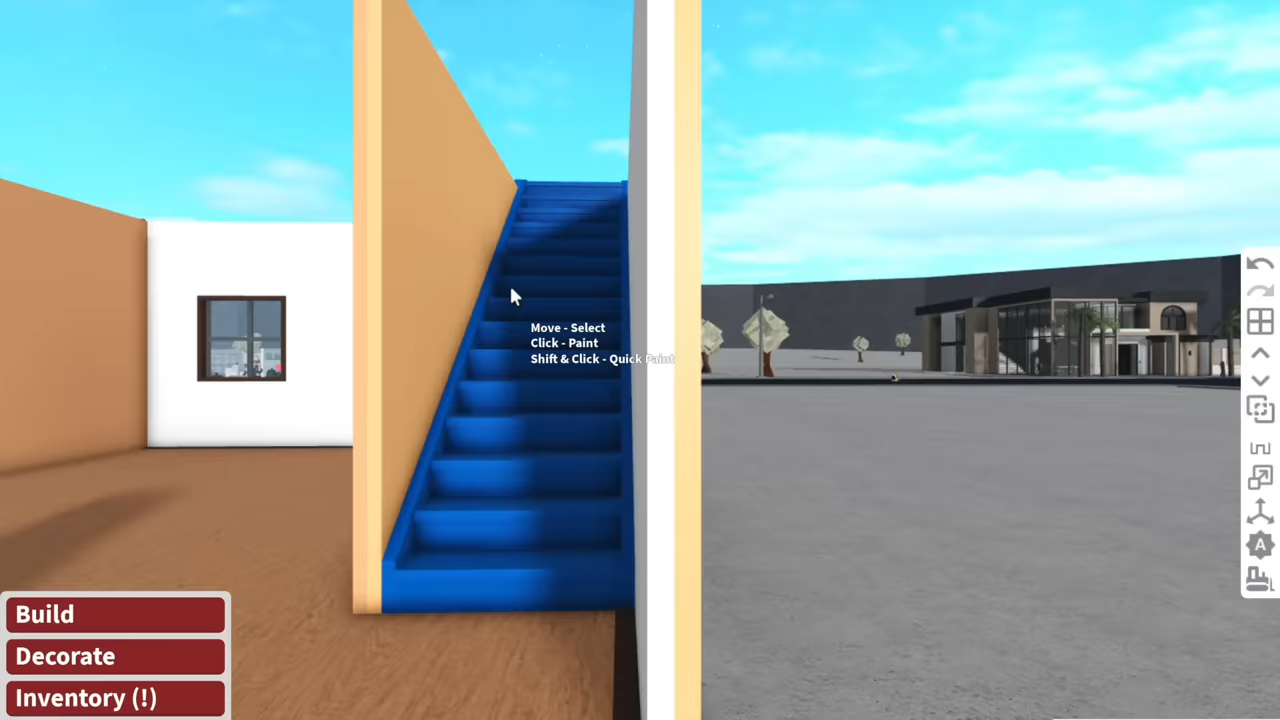 Move - Select
Click - Paint
Shift & Click - Quick Paint
Build
Decorate
Inventory (!)
A